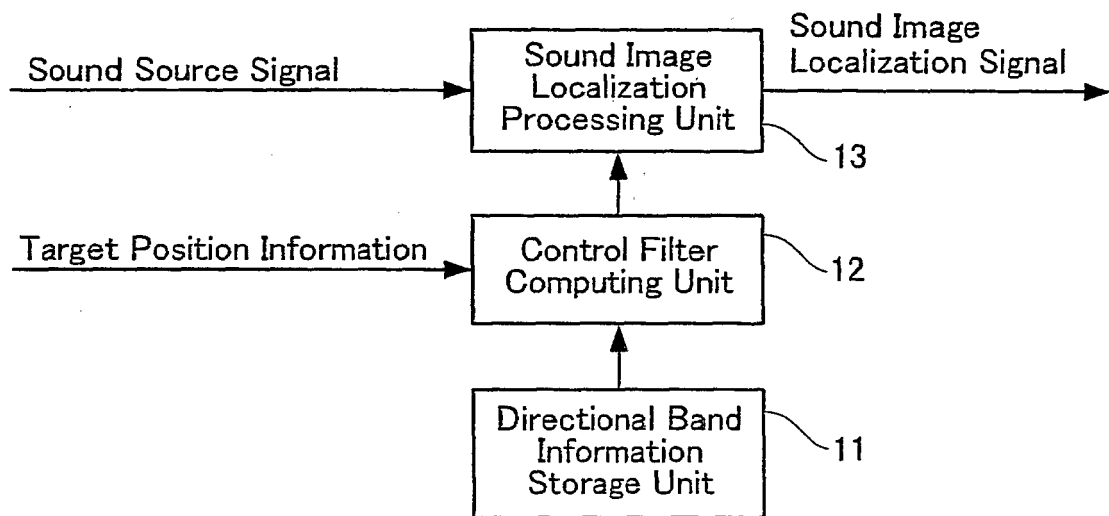 Sound Source Signal
Sound Image
Localization
Processing Unit
Sound Image
Localization Signal
13
Target Position Information
Control Filter
Computing Unit
12
Directional Band
Information
Storage Unit
11